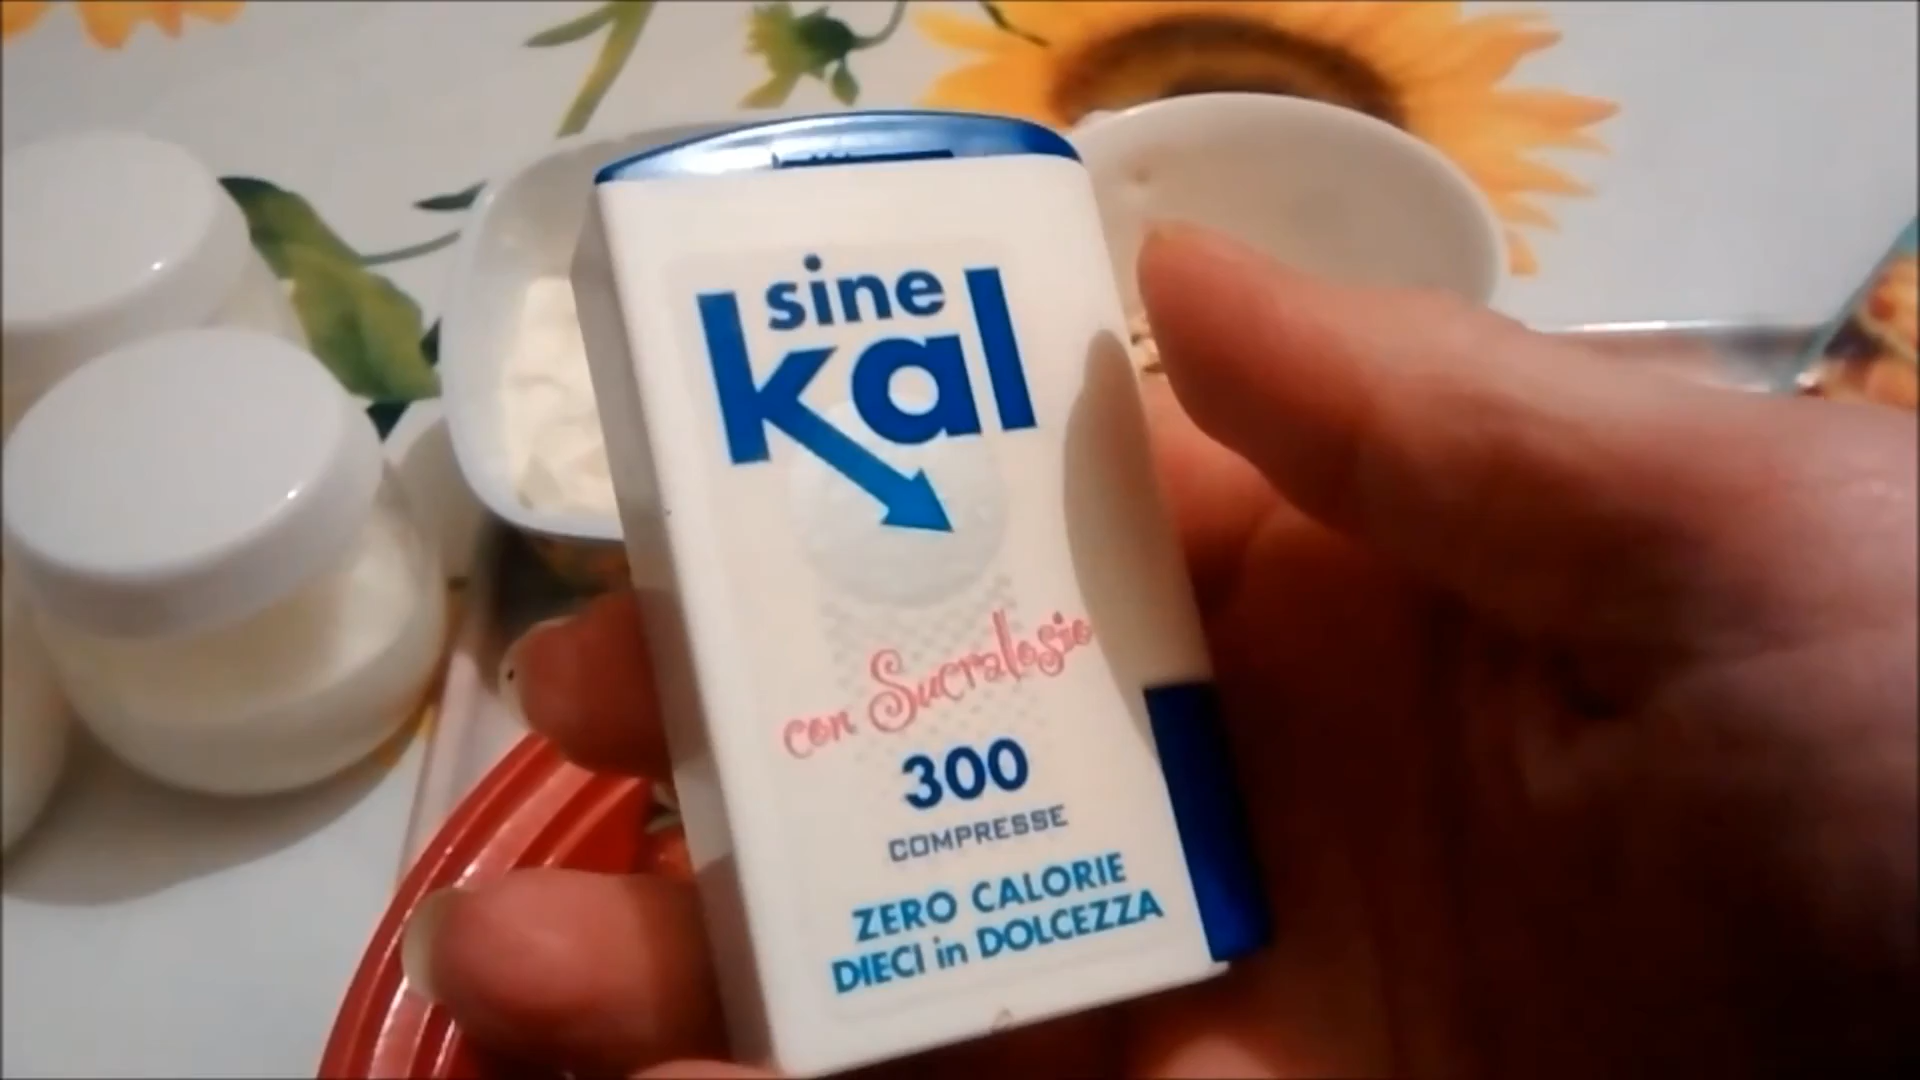 sine
kal
con Sucralosio
300
COMPRESSE
ZERO CALORIE
DIECI in DOLCEZZA